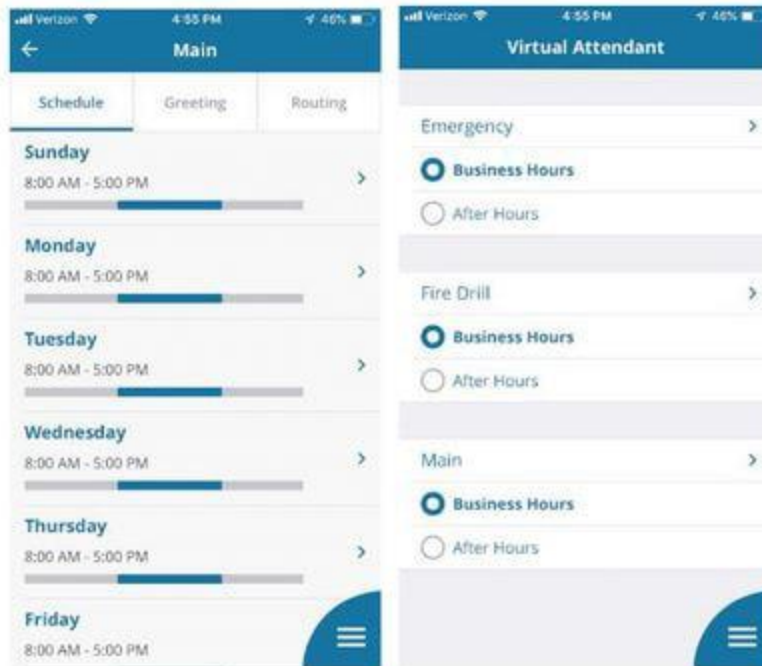 Verizon 4:55 PM 46%
Main
Schedule Greeting Routing
Sunday
8:00 AM - 5:00 PM
Monday
8:00 AM - 5:00 PM
Tuesday
8:00 AM - 5:00 PM
Wednesday
8:00 AM - 5:00 PM
Thursday
8:00 AM - 5:00 PM
Friday
8:00 AM - 5:00 PM
Verizon 4:55 PM 46%
Virtual Attendant
Emergency
Business Hours
After Hours
Fire Drill
Business Hours
After Hours
Main
Business Hours
After Hours